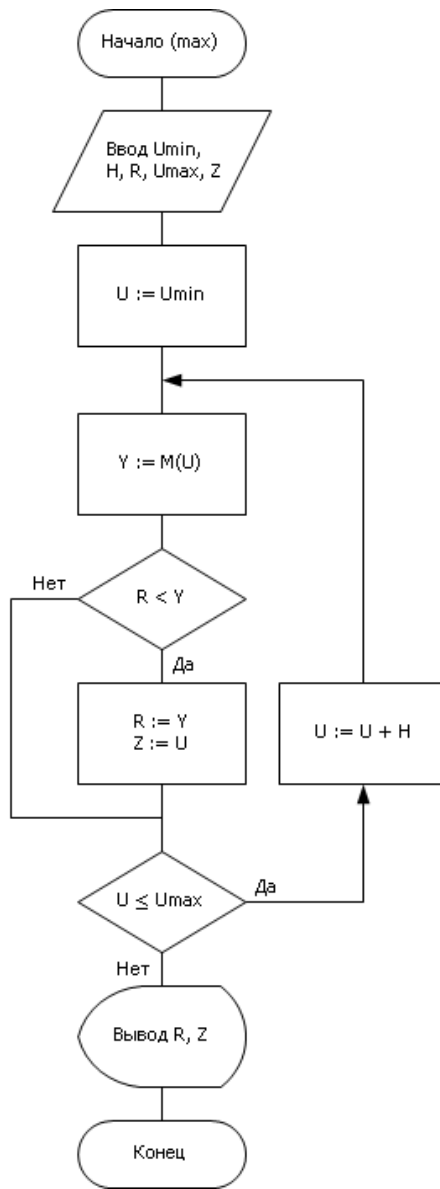 Начало (max)
Ввод Umin,
H, R, Umax, Z
U := Umin
Y := M(U)
Нет
R < Y
Да
R := Y
Z := U
U := U + H
U ≤ Umax
Да
Нет
Вывод R, Z
Конец